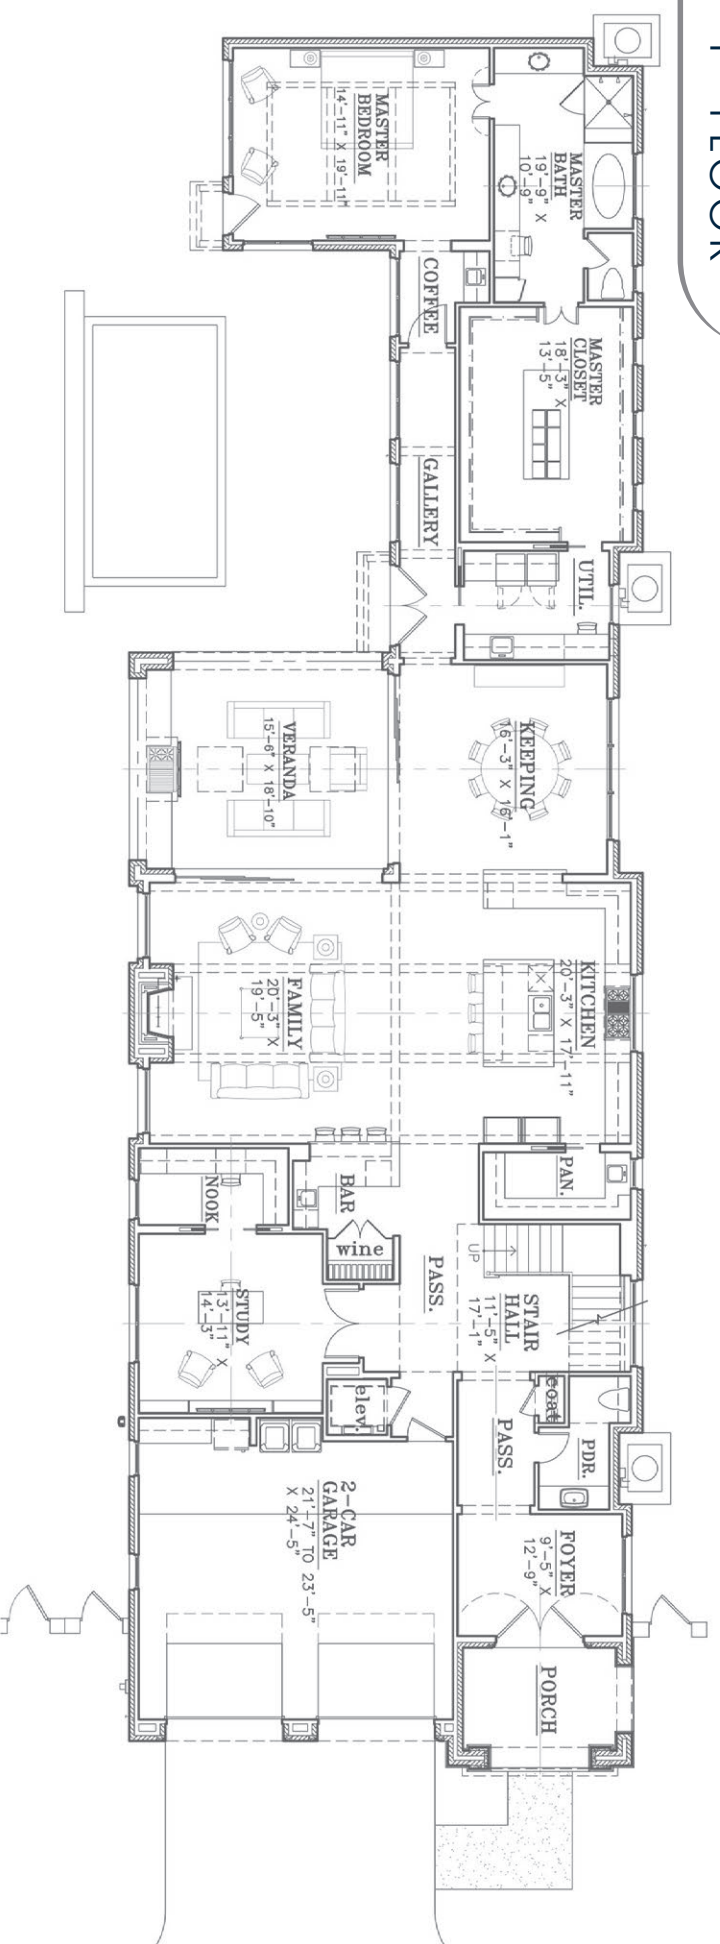 FLOOR
MASTER
BEDROOM
14'-11" X 19'-11"
MASTER
BATH
19'-9" X
10'-9"
COFFEE
MASTER
CLOSET
18'-3" X
13'-5"
GALLERY
UTIL.
VERANDA
15'-6" X 18'-10"
KEEPING
16'-3" X 16'-1"
FAMILY
20'-3" X
19'-5"
KITCHEN
20'-3" X 17'-11"
NOOK
BAR
wine
PAN.
UP
PASS.
STAIR
HALL
11'-5" X
17'-1"
STUDY
13'-11" X
14'-3"
elev.
coat
PASS.
PDR.
2-CAR
GARAGE
21'-7" TO 23'-5"
X 24'-5"
FOYER
9'-5" X
12'-9"
PORCH